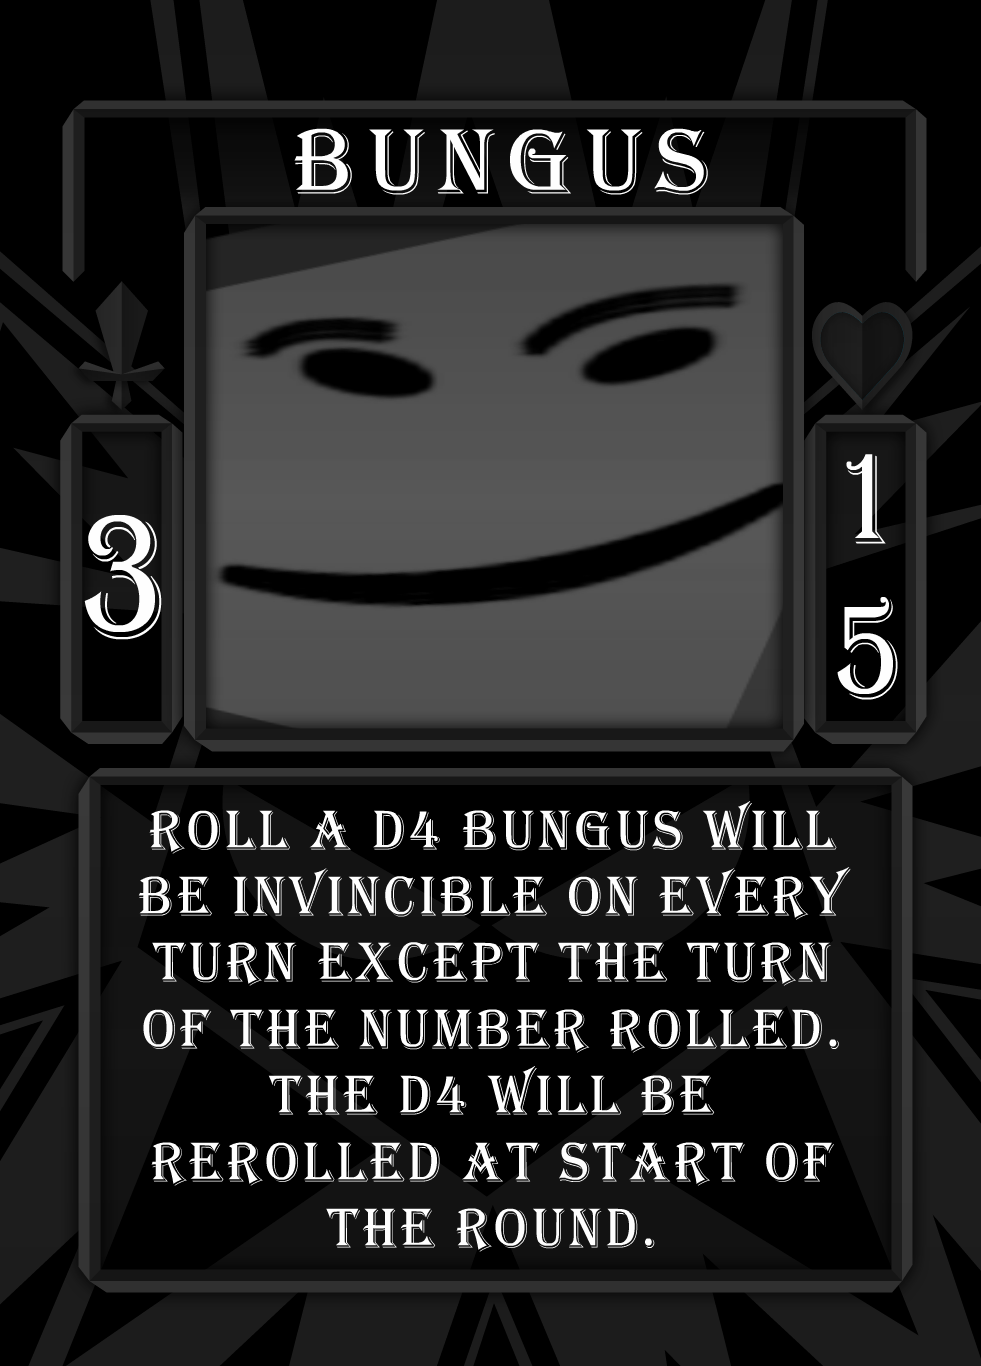 BUNGUS
3
1
5
ROLL A D4 BUNGUS WILL
BE INVINCIBLE ON EVERY
TURN EXCEPT THE TURN
OF THE NUMBER ROLLED.
THE D4 WILL BE
REROLLED AT START OF
THE ROUND.